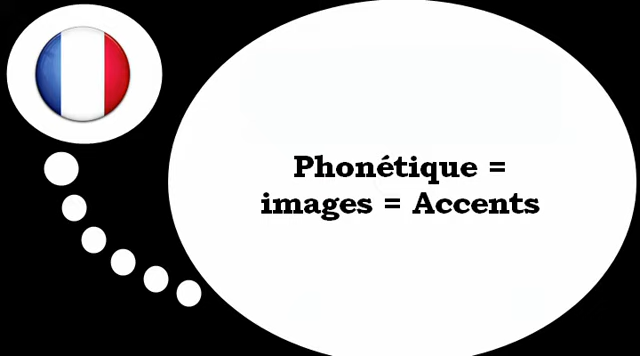 Phonétique =
images = Accents